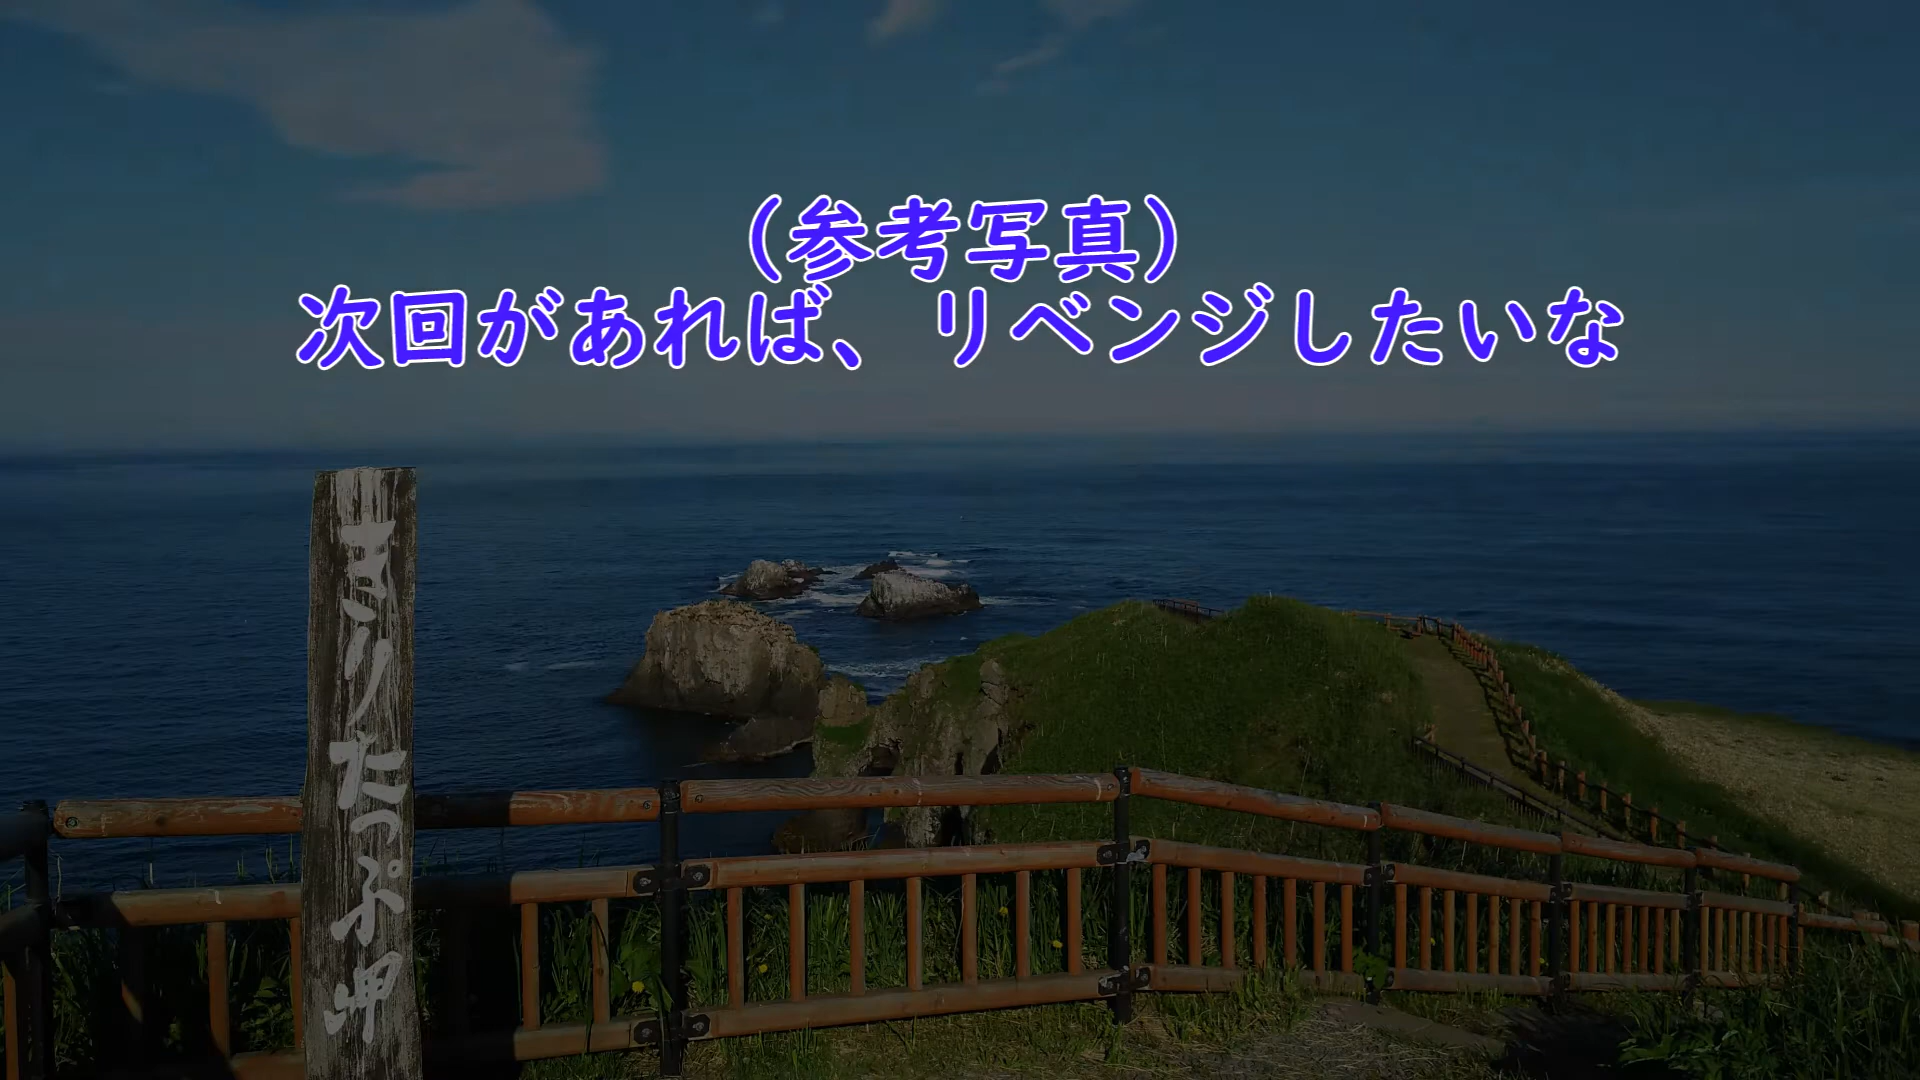 （参考写真）
次回があれば、リベンジしたいな
きりたっぷ岬